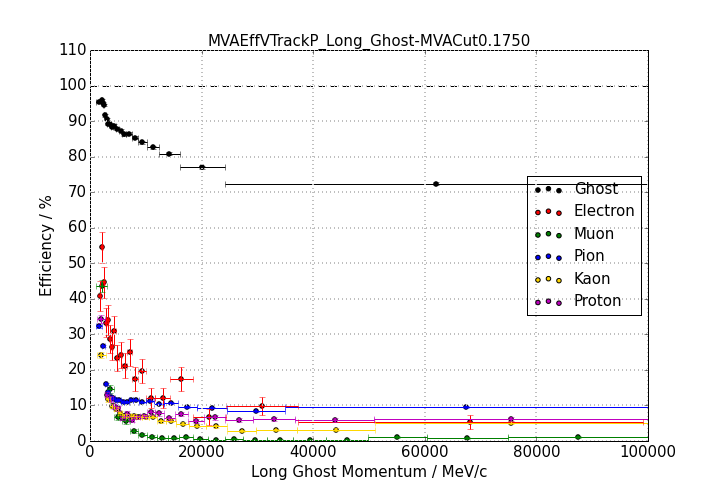 MVAEffVTrackP_Long_Ghost-MVACut0.1750
110
100
90
80
70
60
50
40
30
20
10
0
Efficiency / %
Ghost
Electron
Muon
Pion
Kaon
Proton
0 20000 40000 60000 80000 100000
Long Ghost Momentum / MeV/c